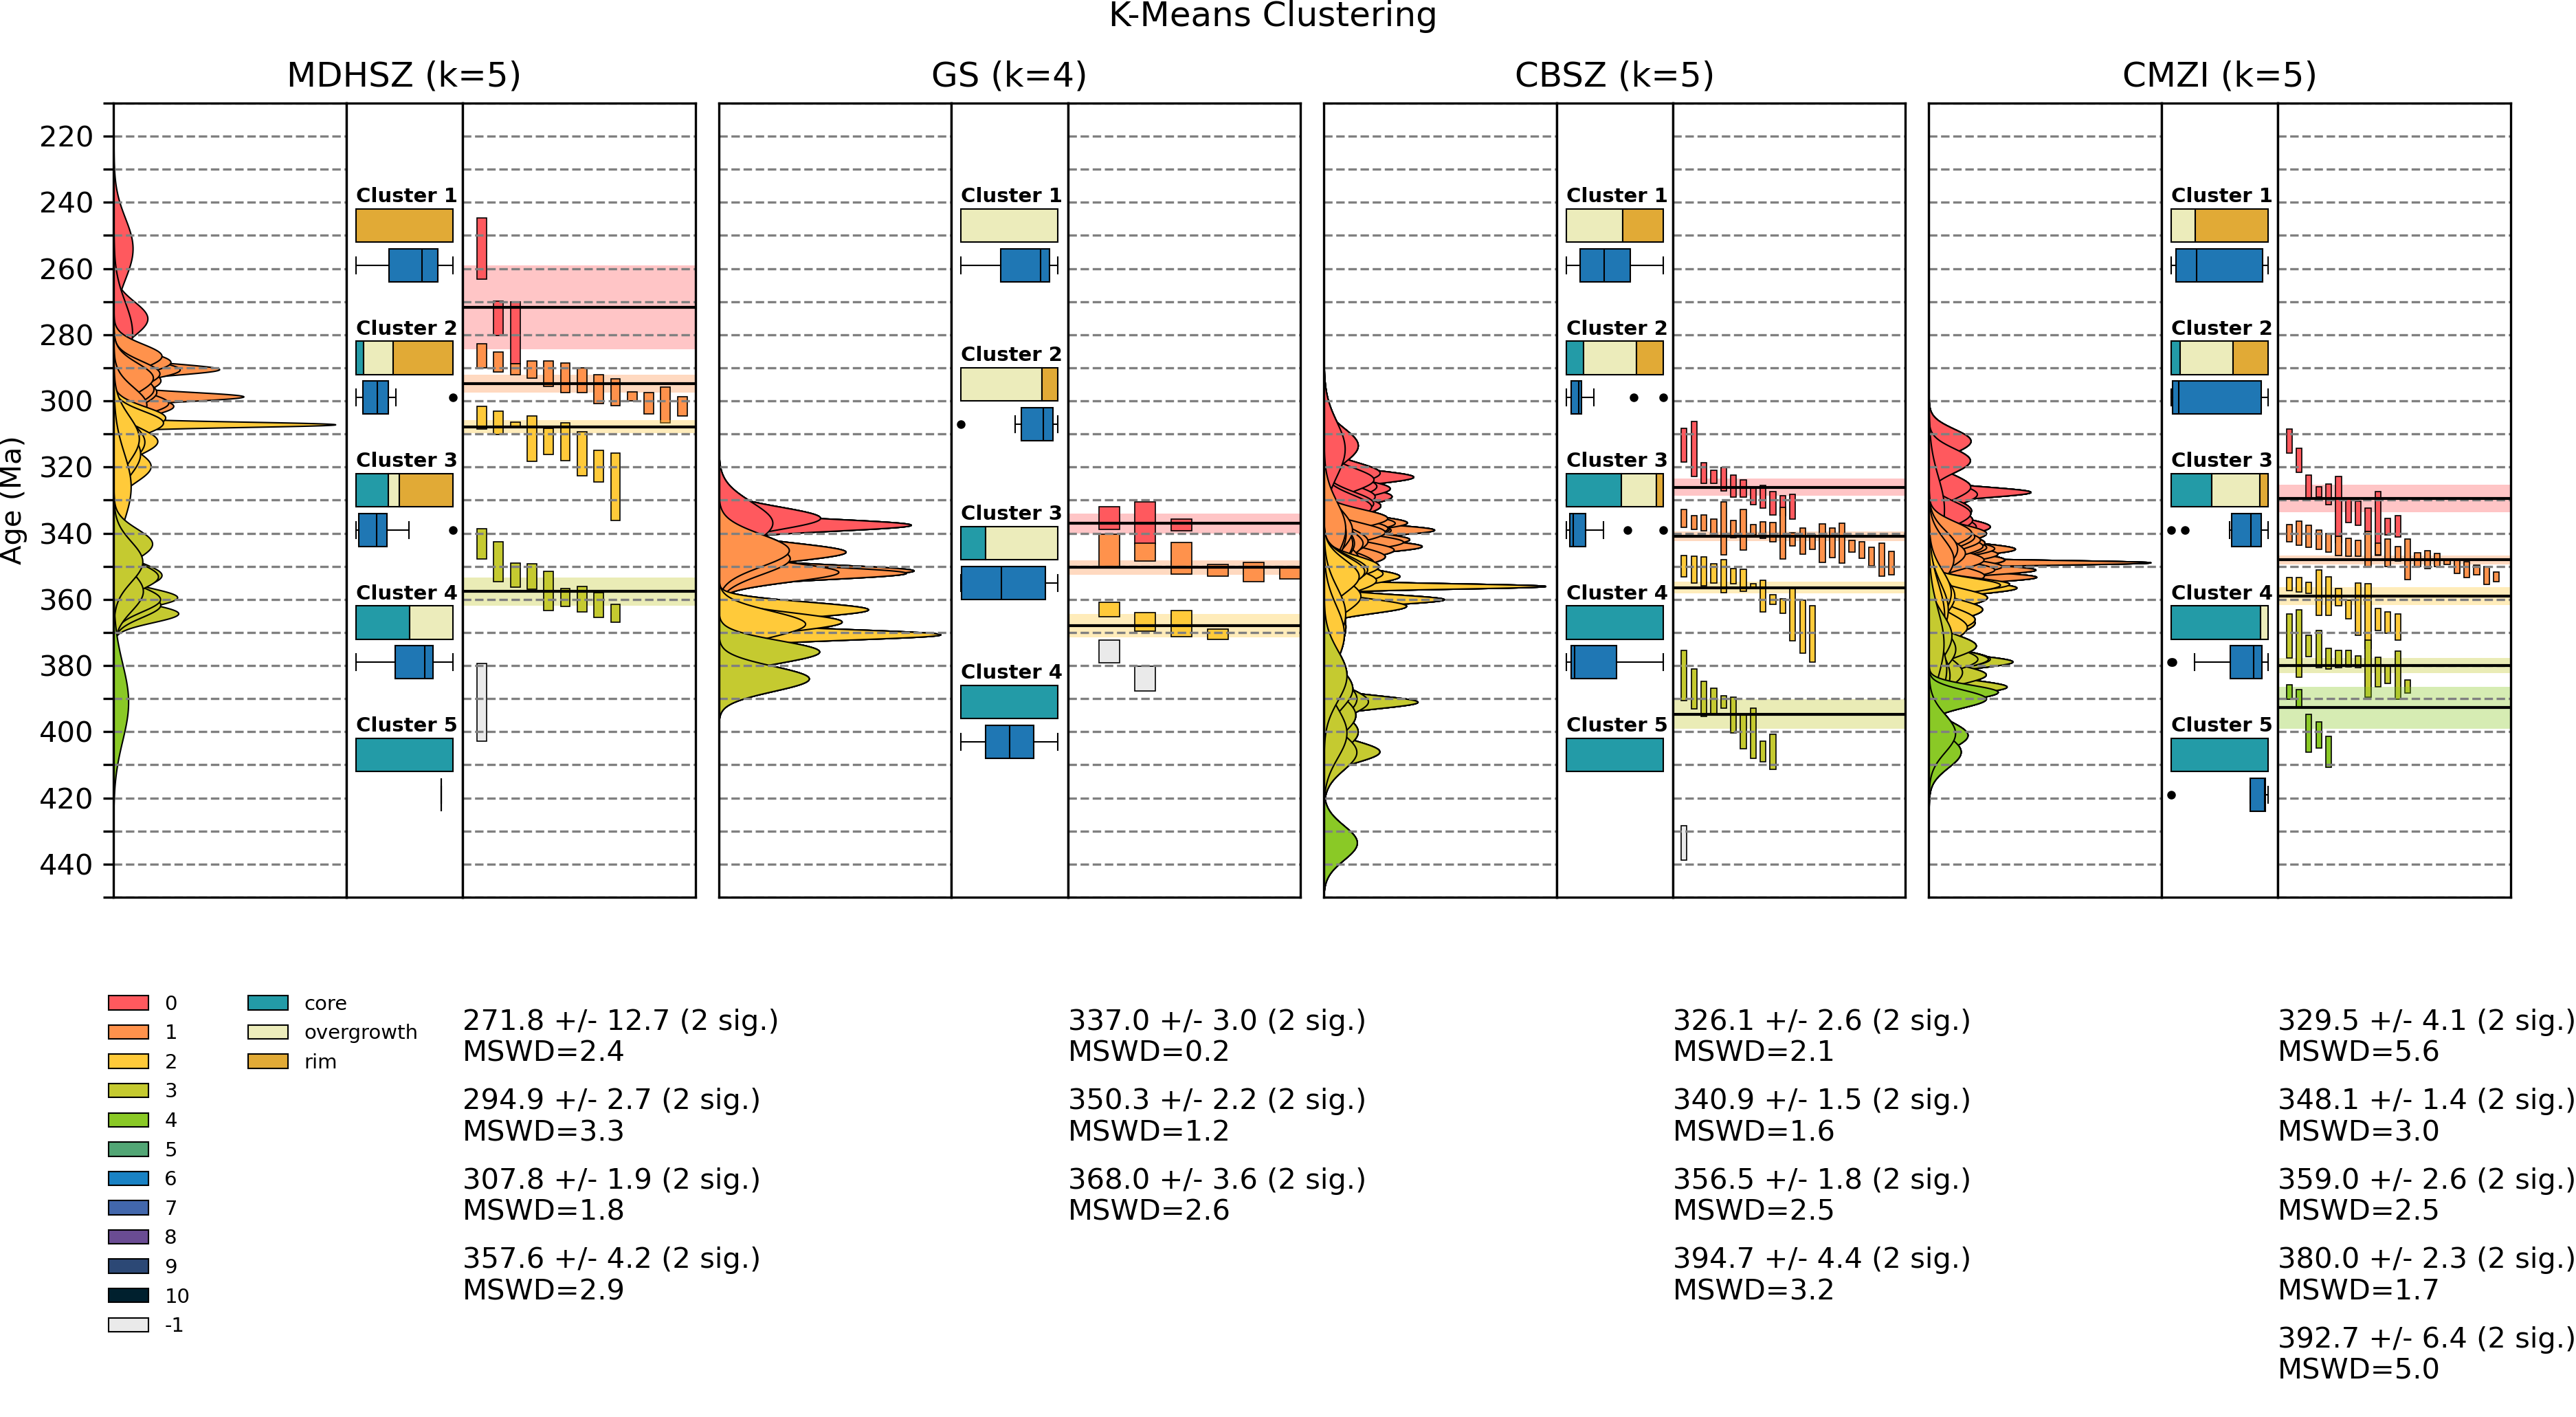 K-Means Clustering
MDHSZ (k=5)
GS (k=4)
CBSZ (k=5)
CMZI (k=5)
Age (Ma)
220
240
260
280
300
320
340
360
380
400
420
440
Cluster 1
Cluster 2
Cluster 3
Cluster 4
Cluster 5
Cluster 1
Cluster 2
Cluster 3
Cluster 4
Cluster 1
Cluster 2
Cluster 3
Cluster 4
Cluster 5
Cluster 1
Cluster 2
Cluster 3
Cluster 4
Cluster 5
0
1
2
3
4
5
6
7
8
9
10
-1
core
overgrowth
rim
271.8 +/- 12.7 (2 sig.)
MSWD=2.4
294.9 +/- 2.7 (2 sig.)
MSWD=3.3
307.8 +/- 1.9 (2 sig.)
MSWD=1.8
357.6 +/- 4.2 (2 sig.)
MSWD=2.9
337.0 +/- 3.0 (2 sig.)
MSWD=0.2
350.3 +/- 2.2 (2 sig.)
MSWD=1.2
368.0 +/- 3.6 (2 sig.)
MSWD=2.6
326.1 +/- 2.6 (2 sig.)
MSWD=2.1
340.9 +/- 1.5 (2 sig.)
MSWD=1.6
356.5 +/- 1.8 (2 sig.)
MSWD=2.5
394.7 +/- 4.4 (2 sig.)
MSWD=3.2
329.5 +/- 4.1 (2 sig.)
MSWD=5.6
348.1 +/- 1.4 (2 sig.)
MSWD=3.0
359.0 +/- 2.6 (2 sig.)
MSWD=2.5
380.0 +/- 2.3 (2 sig.)
MSWD=1.7
392.7 +/- 6.4 (2 sig.)
MSWD=5.0